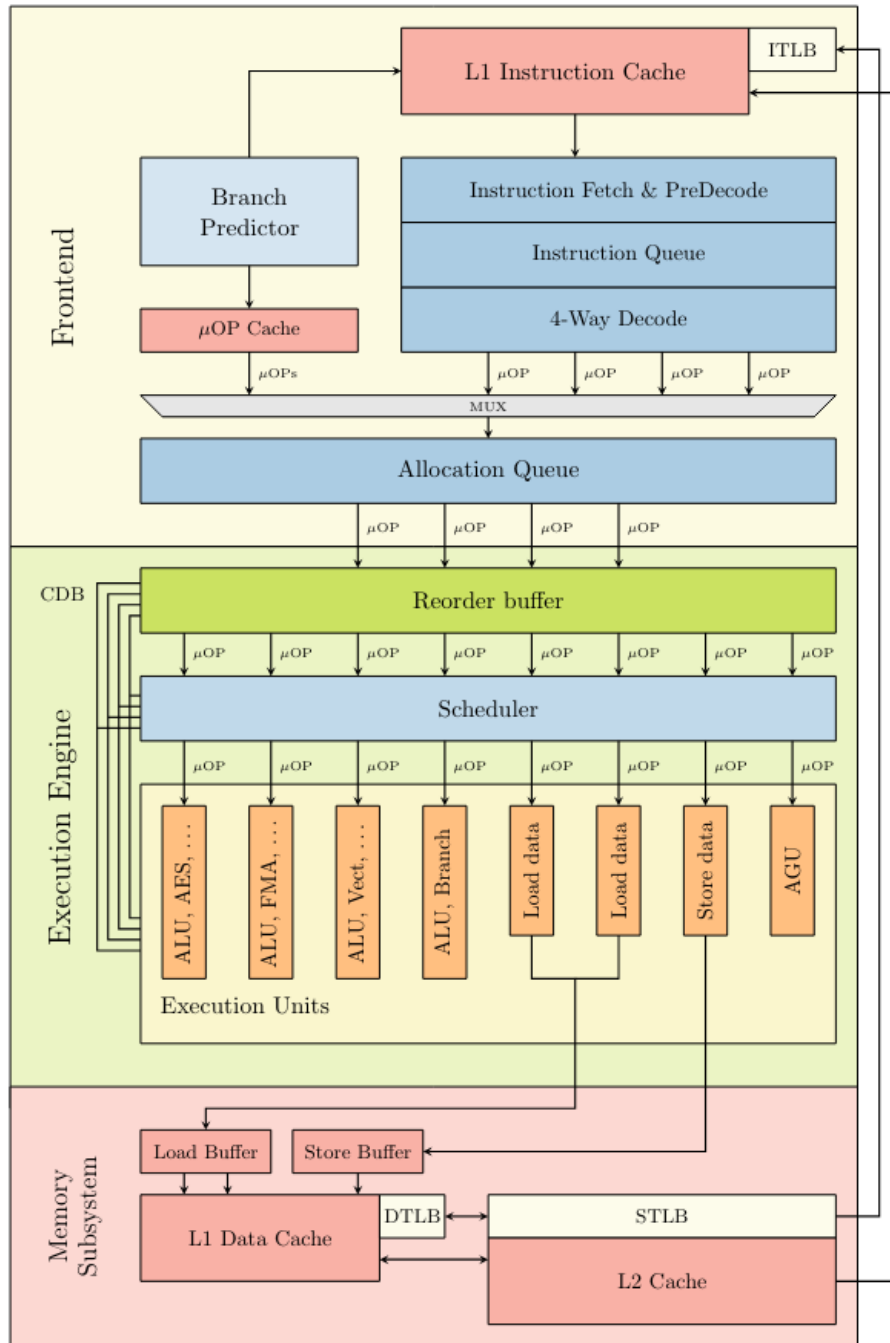 ITLB
L1 Instruction Cache
Branch
Predictor
Instruction Fetch & PreDecode
Instruction Queue
4-Way Decode
μOP Cache
Frontend
μOPs
μOP
μOP
μOP
μOP
MUX
Allocation Queue
μOP
μOP
μOP
μOP
CDB
Reorder buffer
μOP
μOP
μOP
μOP
μOP
μOP
μOP
μOP
Scheduler
μOP
μOP
μOP
μOP
μOP
μOP
μOP
μOP
Execution Engine
ALU, AES, ...
ALU, FMA, ...
ALU, Vect, ...
ALU, Branch
Load data
Load data
Store data
AGU
Execution Units
Memory
Subsystem
Load Buffer
Store Buffer
L1 Data Cache
DTLB
STLB
L2 Cache